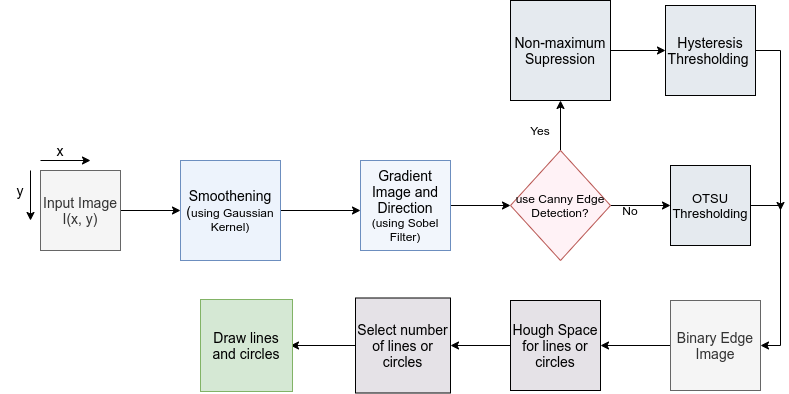 Non-maximum
Supression
Hysteresis
Thresholding
Yes
x
y
Input Image
I(x, y)
Smoothening
(using Gaussian
Kernel)
Gradient
Image and
Direction
(using Sobel
Filter)
use Canny Edge
Detection?
No
OTSU
Thresholding
Draw lines
and circles
Select number
of lines or
circles
Hough Space
for lines or
circles
Binary Edge
Image